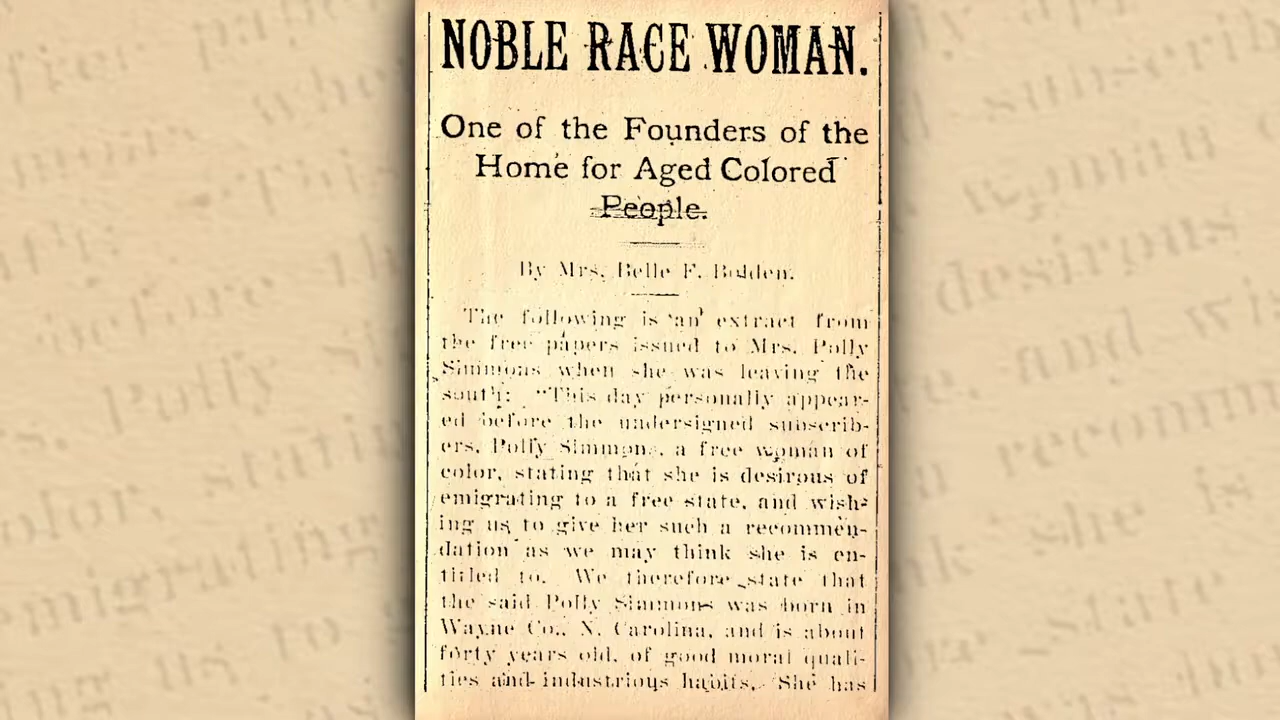 NOBLE RACE WOMAN.
One of the Founders of the
Home for Aged Colored
People.
By Mrs. Belle F. Bolden.
The following is an extract from
the free papers issued to Mrs. Polly
Simmons when she was leaving the
south: "This day personally appear-
ed before the undersigned subscrib-
ers, Polly Simmons, a free woman of
color, stating that she is desirous of
emigrating to a free state, and wish-
ing us to give her such a recommen-
dation as we may think she is en-
titled to. We therefore state that
the said Polly Simmons was born in
Wayne Co., N. Carolina, and is about
forty years old, of good moral quali-
ties and industrious habits. She has